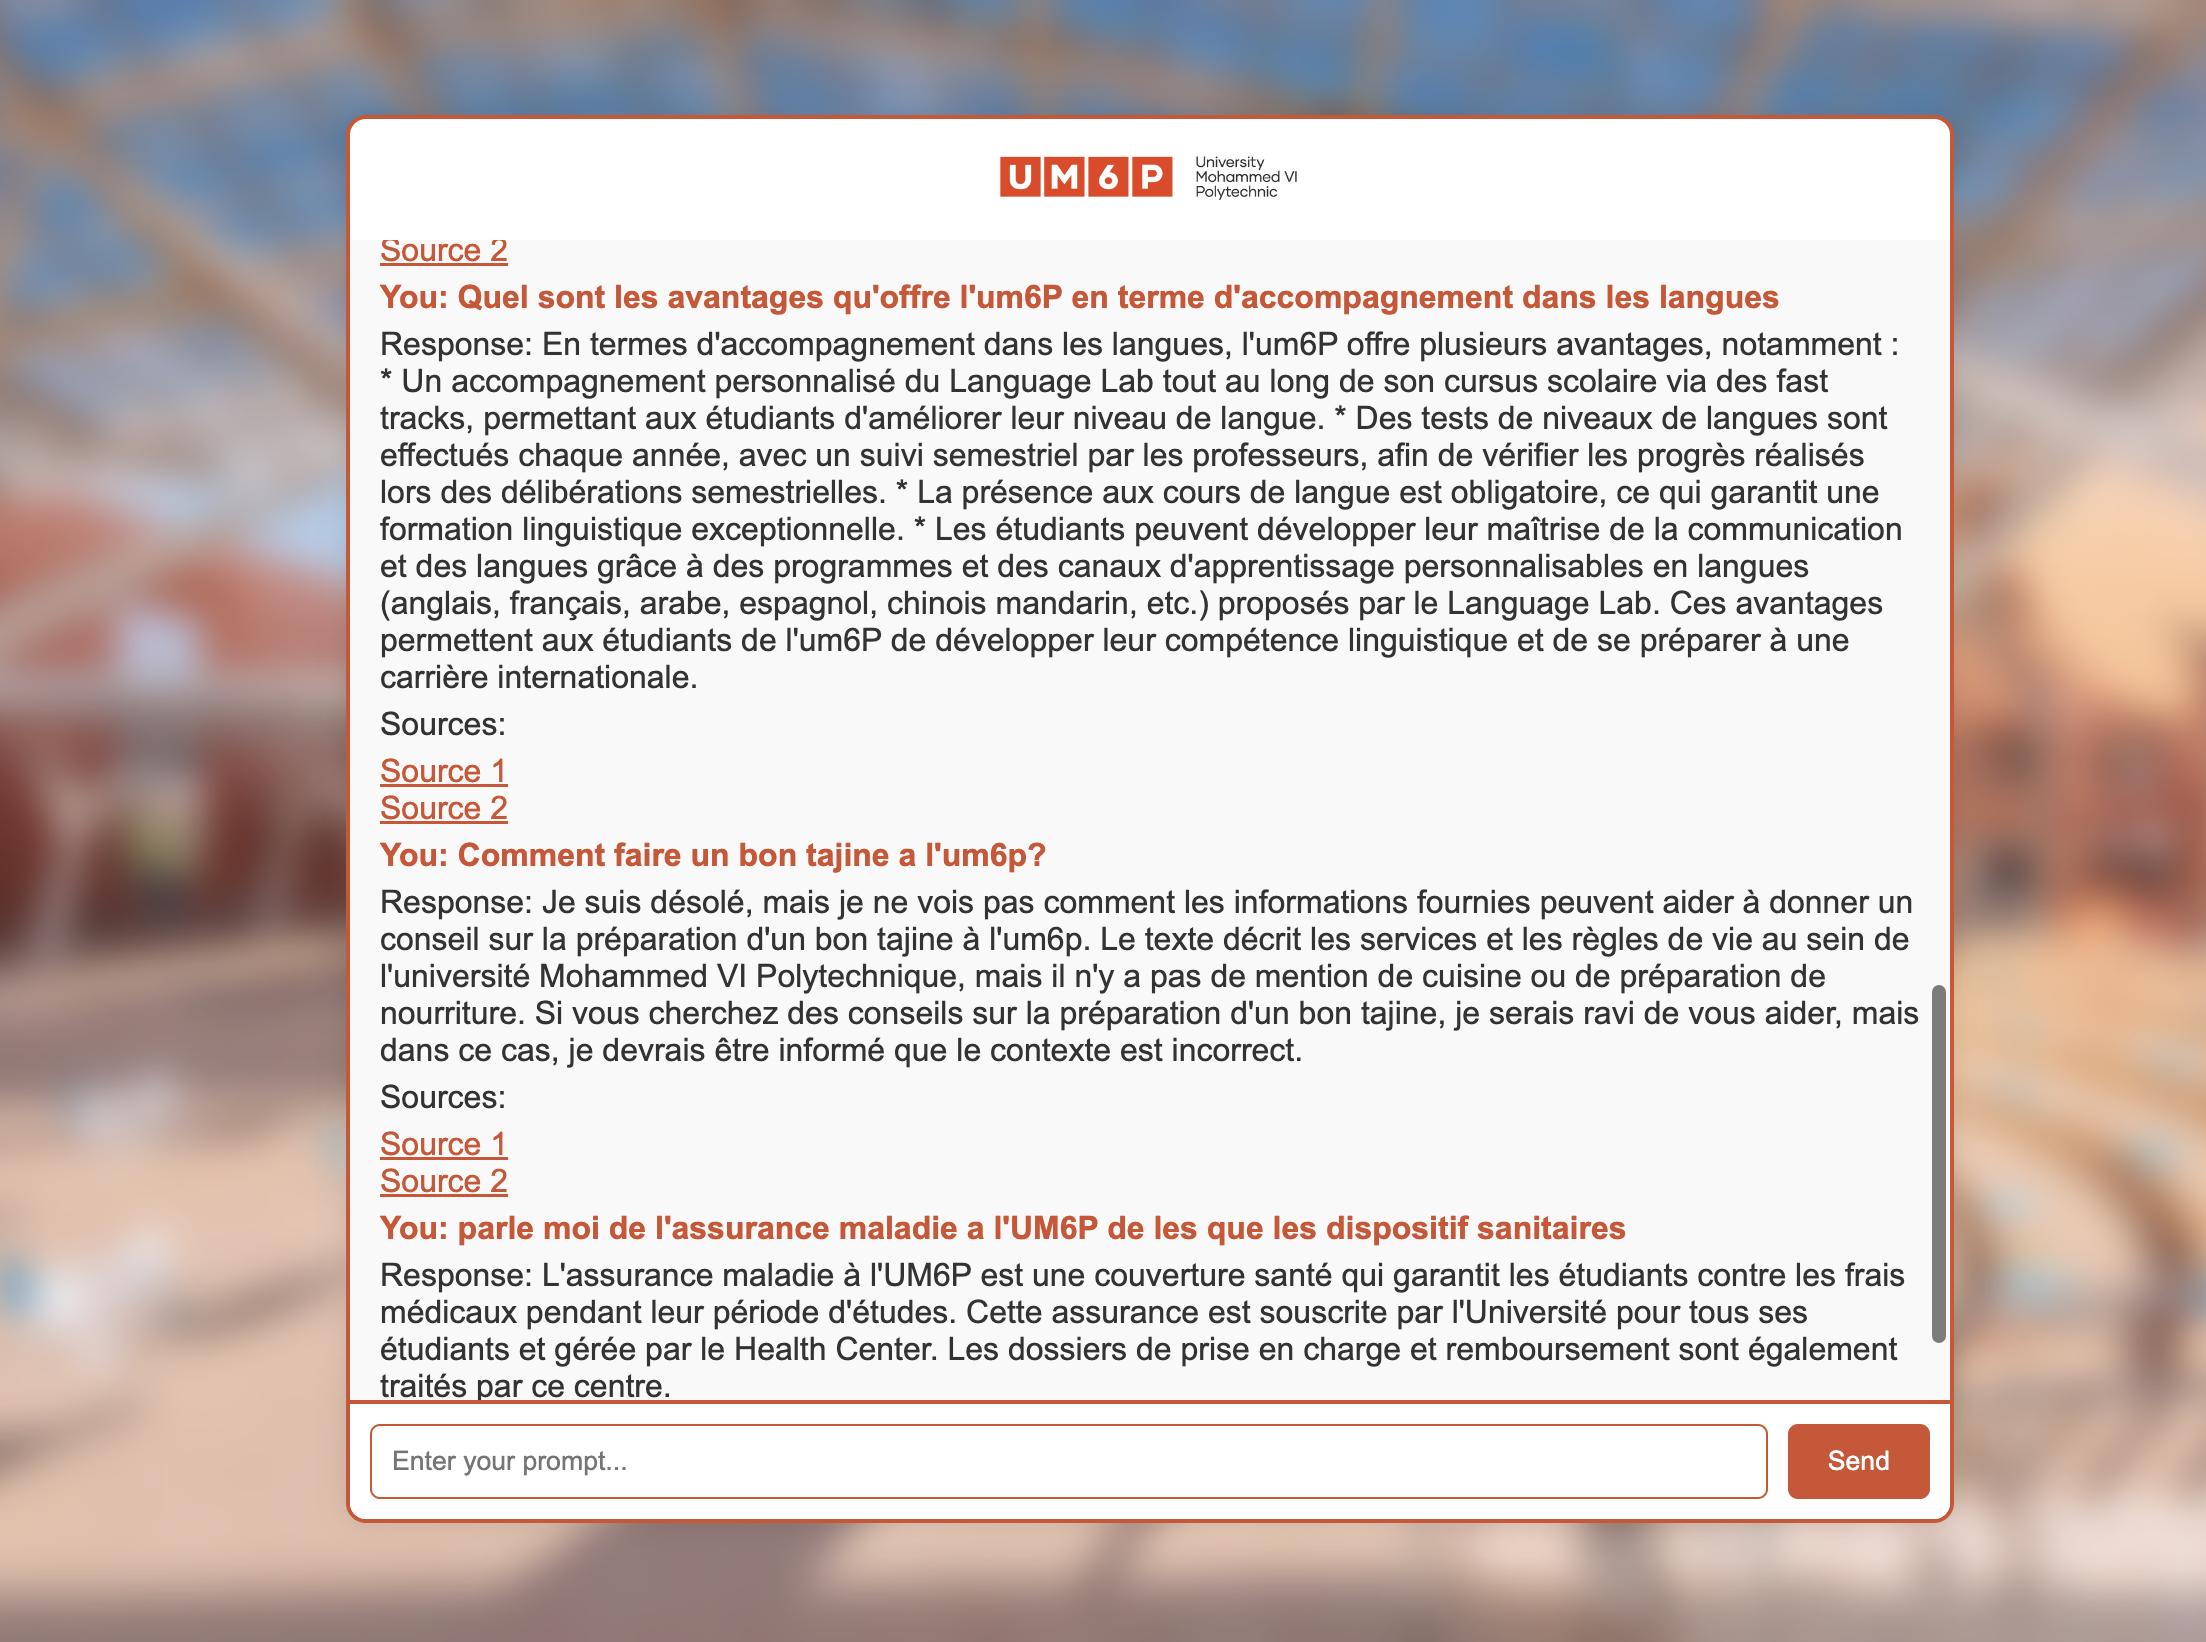 UM6P
University
Mohammed VI
Polytechnic
Source 2
You: Quel sont les avantages qu'offre l'um6P en terme d'accompagnement dans les langues
Response: En termes d'accompagnement dans les langues, l'um6P offre plusieurs avantages, notamment :
* Un accompagnement personnalisé du Language Lab tout au long de son cursus scolaire via des fast
tracks, permettant aux étudiants d'améliorer leur niveau de langue. * Des tests de niveaux de langues sont
effectués chaque année, avec un suivi semestriel par les professeurs, afin de vérifier les progrès réalisés
lors des délibérations semestrielles. * La présence aux cours de langue est obligatoire, ce qui garantit une
formation linguistique exceptionnelle. * Les étudiants peuvent développer leur maîtrise de la communication
et des langues grâce à des programmes et des canaux d'apprentissage personnalisables en langues
(anglais, français, arabe, espagnol, chinois mandarin, etc.) proposés par le Language Lab. Ces avantages
permettent aux étudiants de l'um6P de développer leur compétence linguistique et de se préparer à une
carrière internationale.
Sources:
Source 1
Source 2
You: Comment faire un bon tajine a l'um6p?
Response: Je suis désolé, mais je ne vois pas comment les informations fournies peuvent aider à donner un
conseil sur la préparation d'un bon tajine à l'um6p. Le texte décrit les services et les règles de vie au sein de
l'université Mohammed VI Polytechnique, mais il n'y a pas de mention de cuisine ou de préparation de
nourriture. Si vous cherchez des conseils sur la préparation d'un bon tajine, je serais ravi de vous aider, mais
dans ce cas, je devrais être informé que le contexte est incorrect.
Sources:
Source 1
Source 2
You: parle moi de l'assurance maladie a l'UM6P de les que les dispositif sanitaires
Response: L'assurance maladie à l'UM6P est une couverture santé qui garantit les étudiants contre les frais
médicaux pendant leur période d'études. Cette assurance est souscrite par l'Université pour tous ses
étudiants et gérée par le Health Center. Les dossiers de prise en charge et remboursement sont également
traités par ce centre.
Enter your prompt...
Send